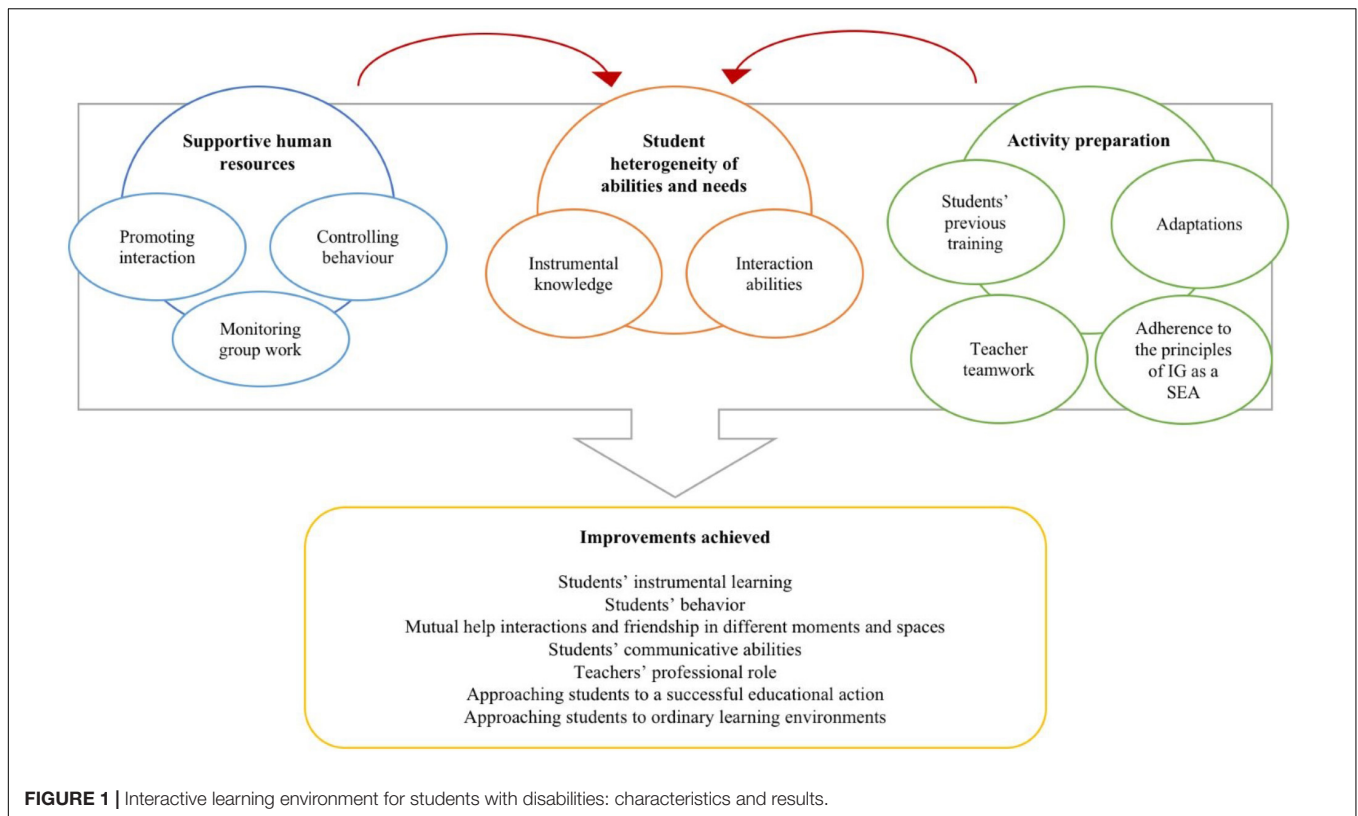 Supportive human
resources
Promoting
interaction
Controlling
behaviour
Monitoring
group work
Student
heterogeneity of
abilities and needs
Instrumental
knowledge
Interaction
abilities
Activity preparation
Students'
previous
training
Adaptations
Teacher
teamwork
Adherence to
the principles
of IG as a
SEA
Improvements achieved
Students' instrumental learning
Students' behavior
Mutual help interactions and friendship in different moments and spaces
Students' communicative abilities
Teachers' professional role
Approaching students to a successful educational action
Approaching students to ordinary learning environments
FIGURE 1 | Interactive learning environment for students with disabilities: characteristics and results.